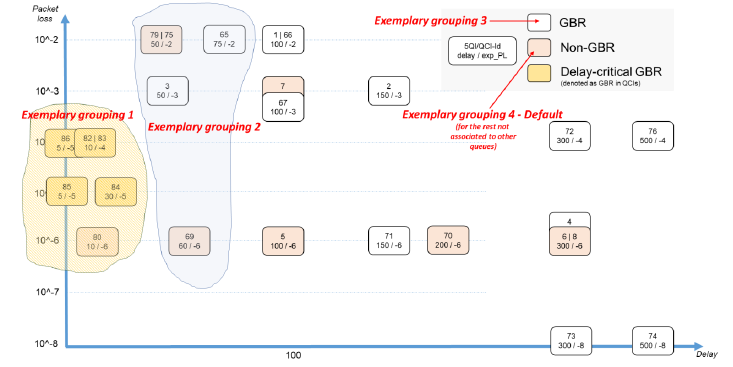 Packet
loss
Exemplary grouping 3
GBR
79 | 75
50 / -2
65
75 / -2
1 | 66
100 / -2
10^-2
5QI/QCI-Id
delay / exp_PL
Non-GBR
Delay-critical GBR
(denoted as GBR in QCIs)
3
50 / -3
7
67
100 / -3
2
150 / -3
10^-3
Exemplary grouping 1
Exemplary grouping 2
Exemplary grouping 4 - Default
(for the rest not
associated to other
queues)
86
5 / -5
82 | 83
10 / -4
72
300 / -4
76
500 / -4
10
85
5 / -5
84
30 / -5
10
80
10 / -6
69
60 / -6
5
100 / -6
71
150 / -6
70
200 / -6
4
6 | 8
300 / -6
10^-6
10^-7
73
300 / -8
74
500 / -8
10^-8
100
Delay